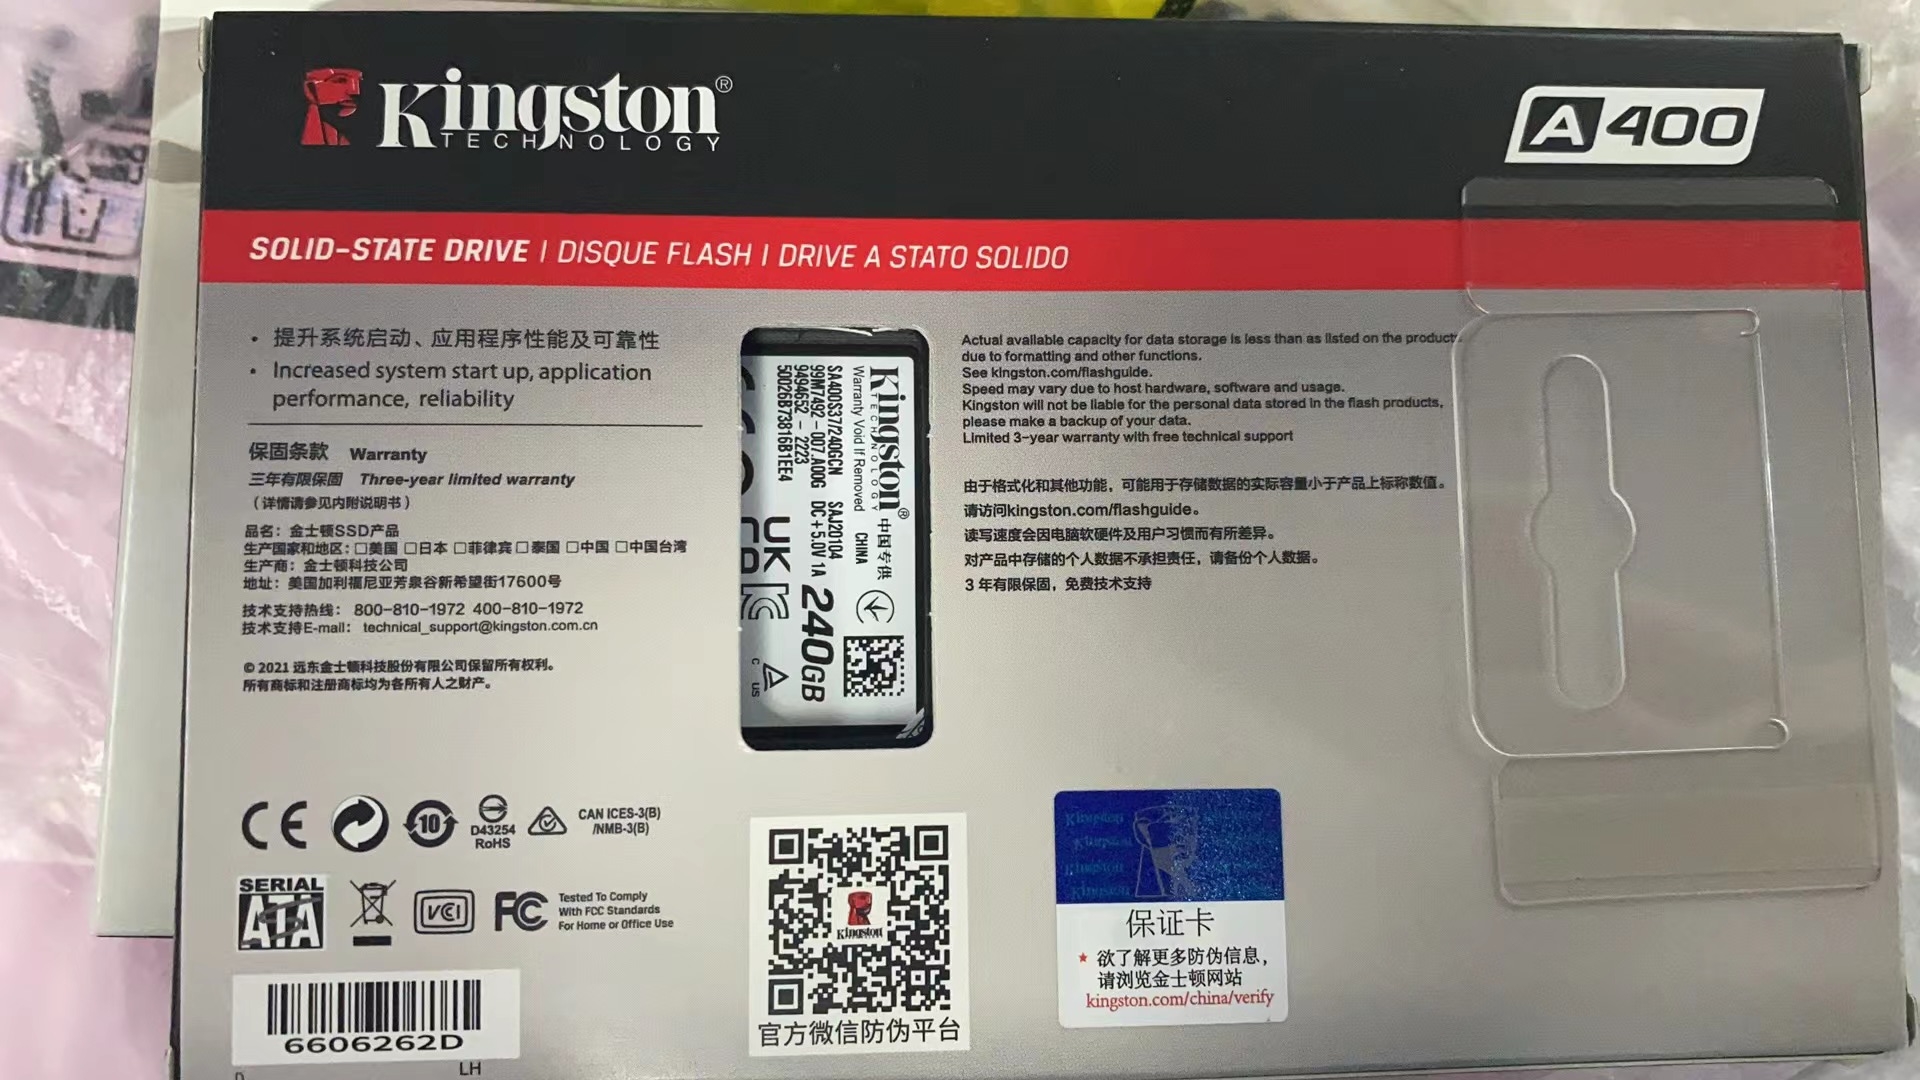 Kingston®
TECHNOLOGY
A400
SOLID-STATE DRIVE | DISQUE FLASH | DRIVE A STATO SOLIDO
• 提升系统启动、应用程序性能及可靠性
• Increased system start up, application
performance, reliability
保固条款 Warranty
三年有限保固 Three-year limited warranty
（详情请参见内附说明书）
品名：金士顿SSD产品
生产国家和地区：□美国 □日本 □菲律宾 □泰国 □中国 □中国台湾
生产商：金士顿科技公司
地址：美国加利福尼亚芳泉谷新希望街17600号
技术支持热线： 800-810-1972 400-810-1972
技术支持E-mail： technical_support@kingston.com.cn
© 2021 远东金士顿科技股份有限公司保留所有权利。
所有商标和注册商标均为各所有人之财产。
Kingston® 中国专供
TECHNOLOGY
Warranty Void If Removed CHINA
SA400S37/240GCN SAJ20104
99M7492-007.A00G DC+5.0V 1A
9494652-2223
50026B73816B1EE4
240GB
UK
CA
C US
Actual available capacity for data storage is less than as listed on the products
due to formatting and other functions.
See kingston.com/flashguide.
Speed may vary due to host hardware, software and usage.
Kingston will not be liable for the personal data stored in the flash products,
please make a backup of your data.
Limited 3-year warranty with free technical support
由于格式化和其他功能，可能用于存储数据的实际容量小于产品上标称数值。
请访问kingston.com/flashguide。
读写速度会因电脑软硬件及用户习惯而有所差异。
对产品中存储的个人数据不承担责任，请备份个人数据。
3 年有限保固，免费技术支持
CE
10
D43254
RoHS
CAN ICES-3(B)
/NMB-3(B)
SERIAL
ATA
VCI
FC
Tested To Comply
With FCC Standards
For Home or Office Use
6606262D
LH
Kingston
官方微信防伪平台
Kingston
Kingston
Kingston
Kingston
保证卡
★ 欲了解更多防伪信息，
请浏览金士顿网站
kingston.com/china/verify